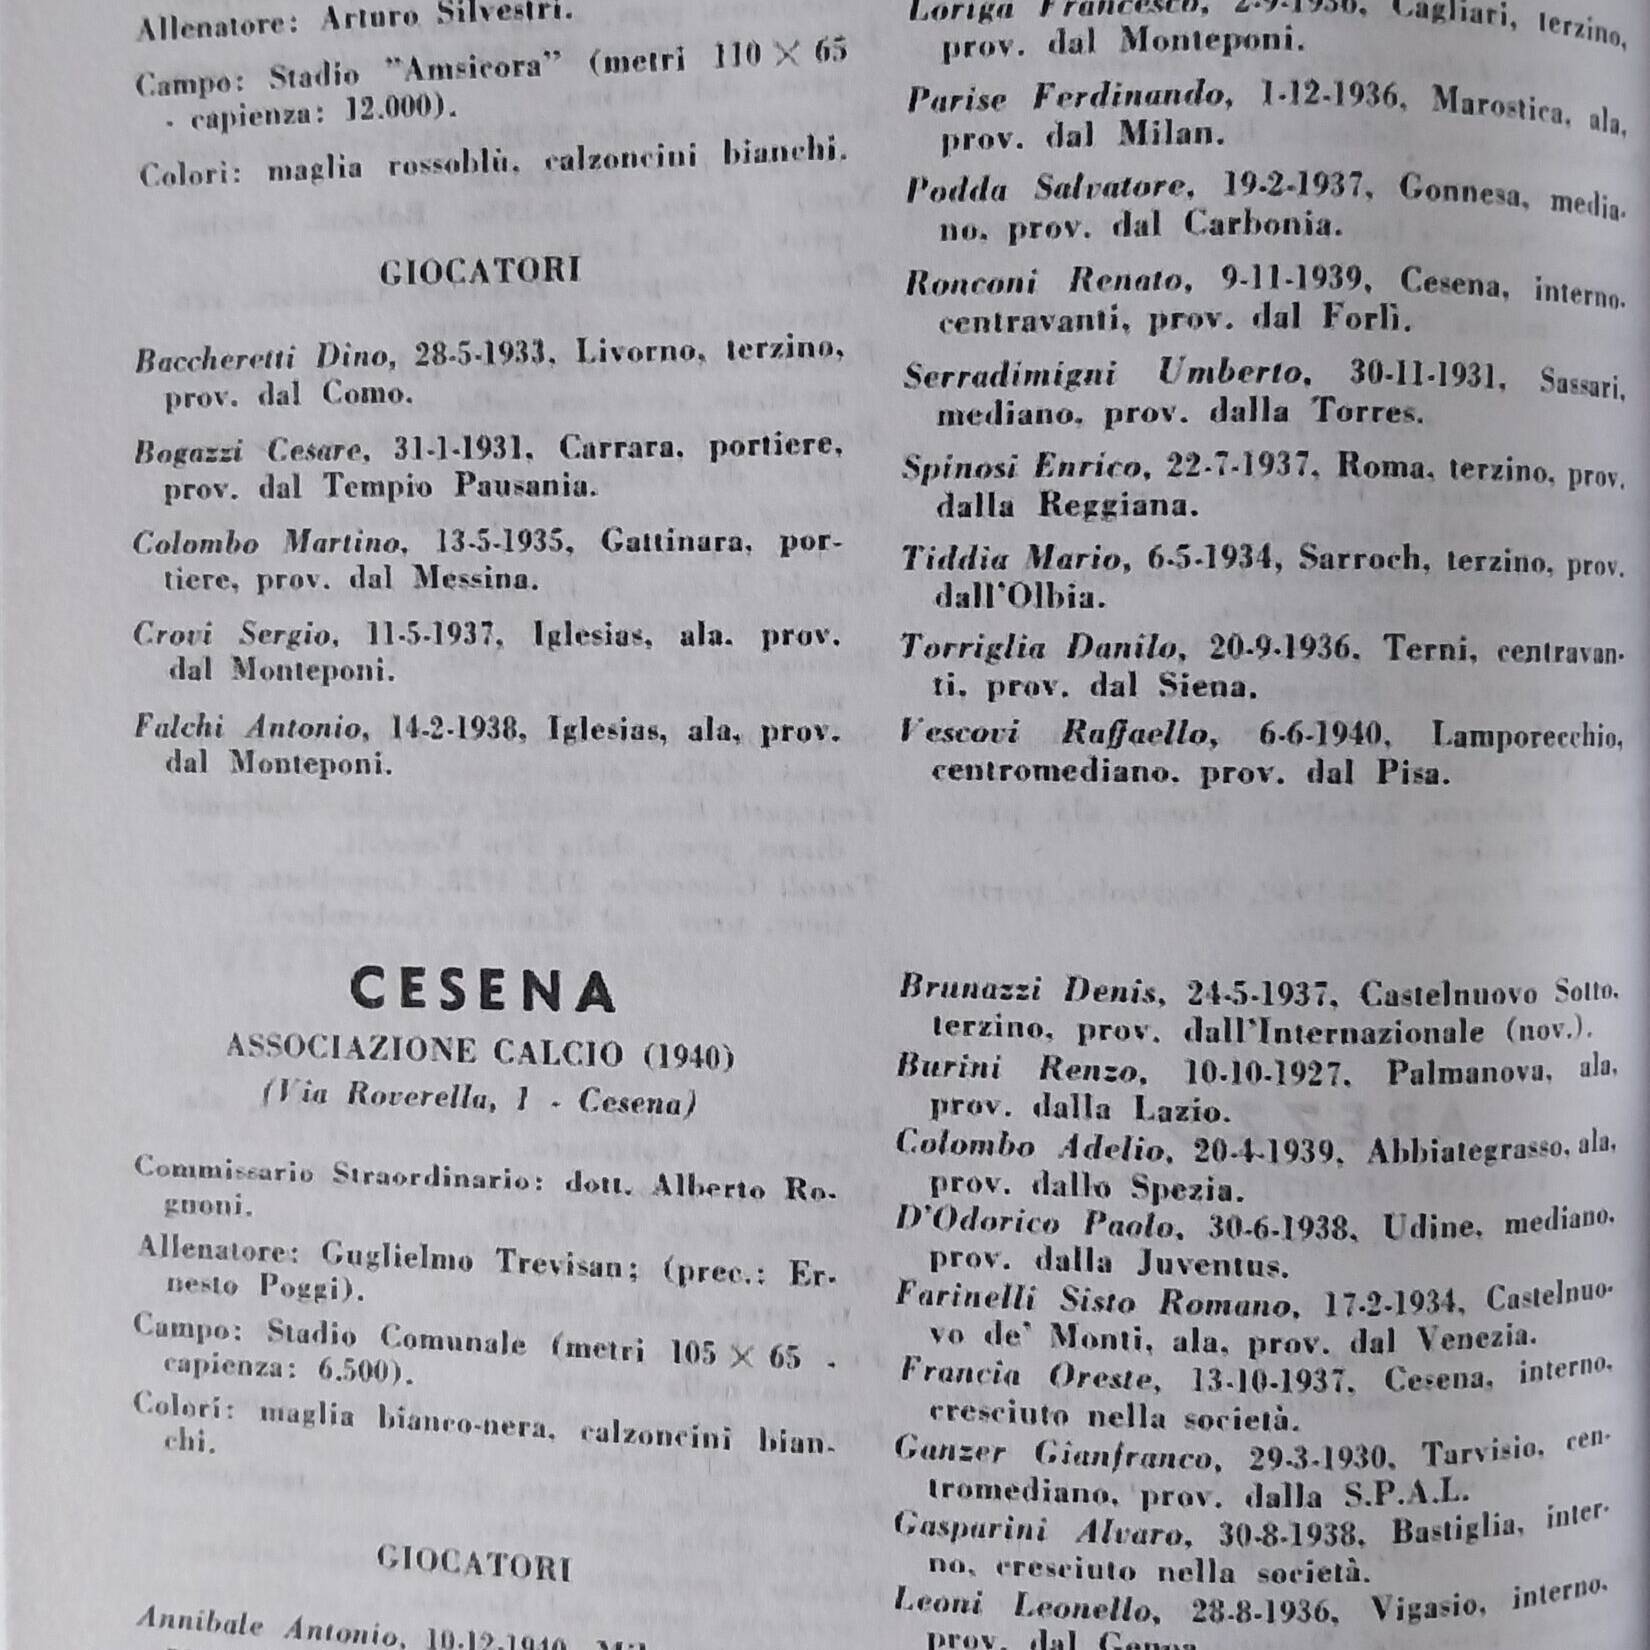 Allenatore: Arturo Silvestri.
Campo: Stadio "Amsicora" (metri 110 × 65
- capienza: 12.000).
Colori: maglia rossoblù, calzoncini bianchi.
GIOCATORI
Baccheretti Dino, 28-5-1933, Livorno, terzino,
prov. dal Como.
Bogazzi Cesare, 31-1-1931, Carrara, portiere,
prov. dal Tempio Pausania.
Colombo Martino, 13-5-1935, Gattinara, por-
tiere, prov. dal Messina.
Crovi Sergio, 11-5-1937, Iglesias, ala, prov.
dal Monteponi.
Falchi Antonio, 14-2-1938, Iglesias, ala, prov.
dal Monteponi.
Loriga Francesco, 2-9-1936, Cagliari, terzino,
prov. dal Monteponi.
Parise Ferdinando, 1-12-1936, Marostica, ala,
prov. dal Milan.
Podda Salvatore, 19-2-1937, Gonnesa, media-
no, prov. dal Carbonia.
Ronconi Renato, 9-11-1939, Cesena, interno-
centravanti, prov. dal Forlì.
Serradimigni Umberto, 30-11-1931, Sassari,
mediano, prov. dalla Torres.
Spinosi Enrico, 22-7-1937, Roma, terzino, prov.
dalla Reggiana.
Tiddia Mario, 6-5-1934, Sarroch, terzino, prov.
dall'Olbia.
Torriglia Danilo, 20-9-1936, Terni, centravan-
ti, prov. dal Siena.
Vescovi Raffaello, 6-6-1940, Lamporecchio,
centromediano, prov. dal Pisa.
CESENA
ASSOCIAZIONE CALCIO (1940)
(Via Roverella, 1 - Cesena)
Commissario Straordinario: dott. Alberto Ro-
gnoni.
Allenatore: Guglielmo Trevisan; (prec.: Er-
nesto Poggi).
Campo: Stadio Comunale (metri 105 × 65 -
capienza: 6.500).
Colori: maglia bianco-nera, calzoncini bian-
chi.
GIOCATORI
Annibale Antonio, 10-12-1940,
Brunazzi Denis, 24-5-1937, Castelnuovo Sotto,
terzino, prov. dall'Internazionale (nov.).
Burini Renzo, 10-10-1927, Palmanova, ala,
prov. dalla Lazio.
Colombo Adelio, 20-4-1939, Abbiategrasso, ala,
prov. dallo Spezia.
D'Odorico Paolo, 30-6-1938, Udine, mediano,
prov. dalla Juventus.
Farinelli Sisto Romano, 17-2-1934, Castelnuo-
vo de' Monti, ala, prov. dal Venezia.
Francia Oreste, 13-10-1937, Cesena, interno,
cresciuto nella società.
Ganzer Gianfranco, 29-3-1930, Tarvisio, cen-
tromediano, prov. dalla S.P.A.L.
Gasparini Alvaro, 30-8-1938, Bastiglia, inter-
no, cresciuto nella società.
Leoni Leonello, 28-8-1936, Vigasio, interno,
prov. dal Genoa